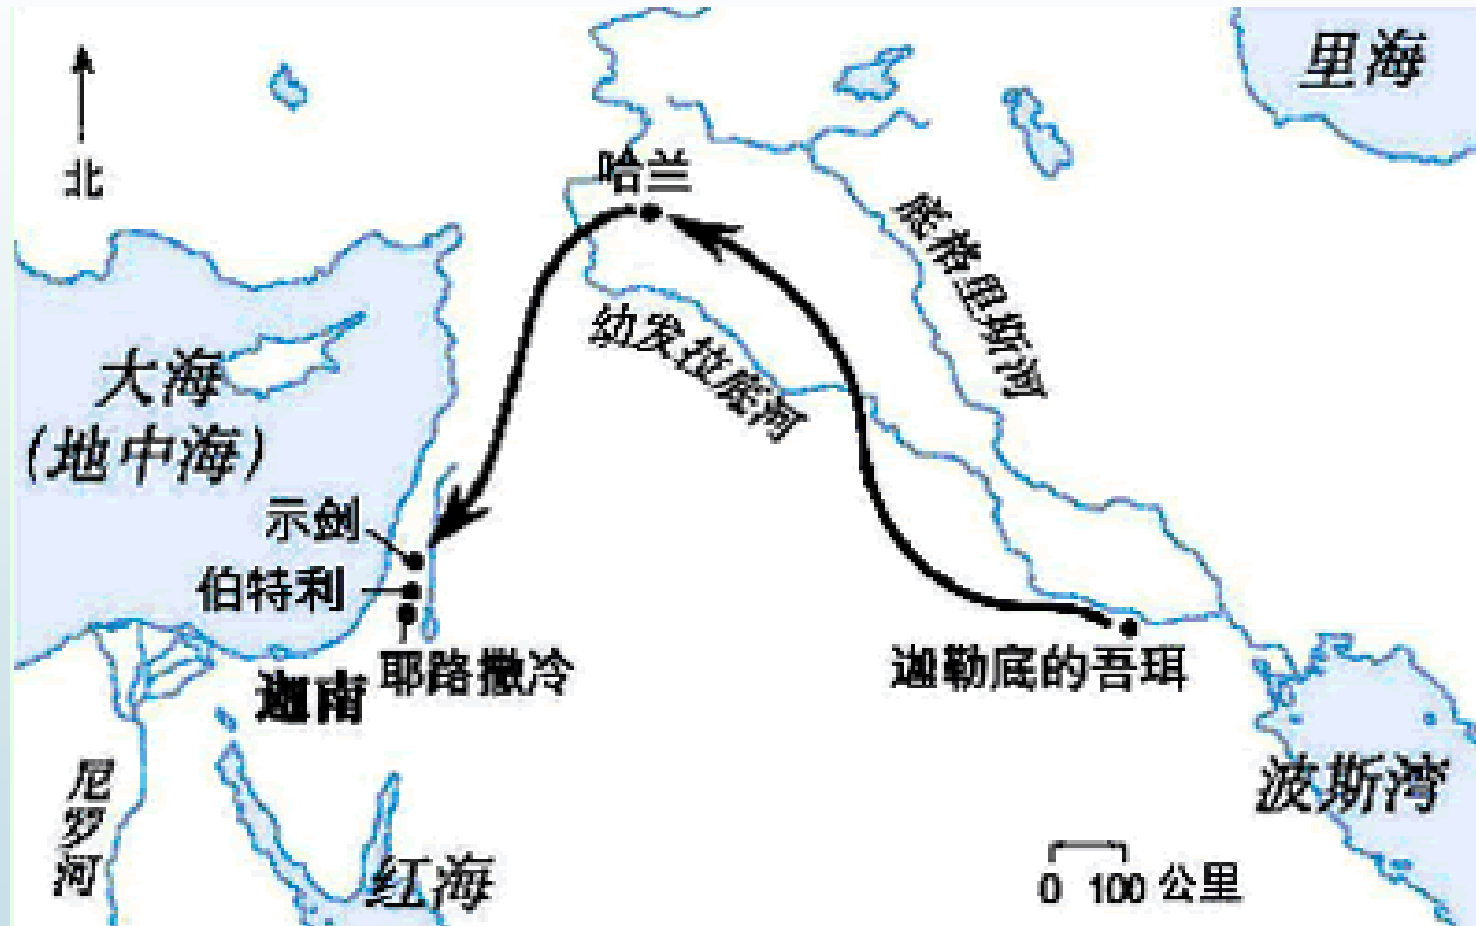 里海
北
哈兰
底格里斯河
幼发拉底河
大海
(地中海)
示剑
伯特利
耶路撒冷
迦南
迦勒底的吾珥
尼罗河
红海
波斯湾
0 100 公里